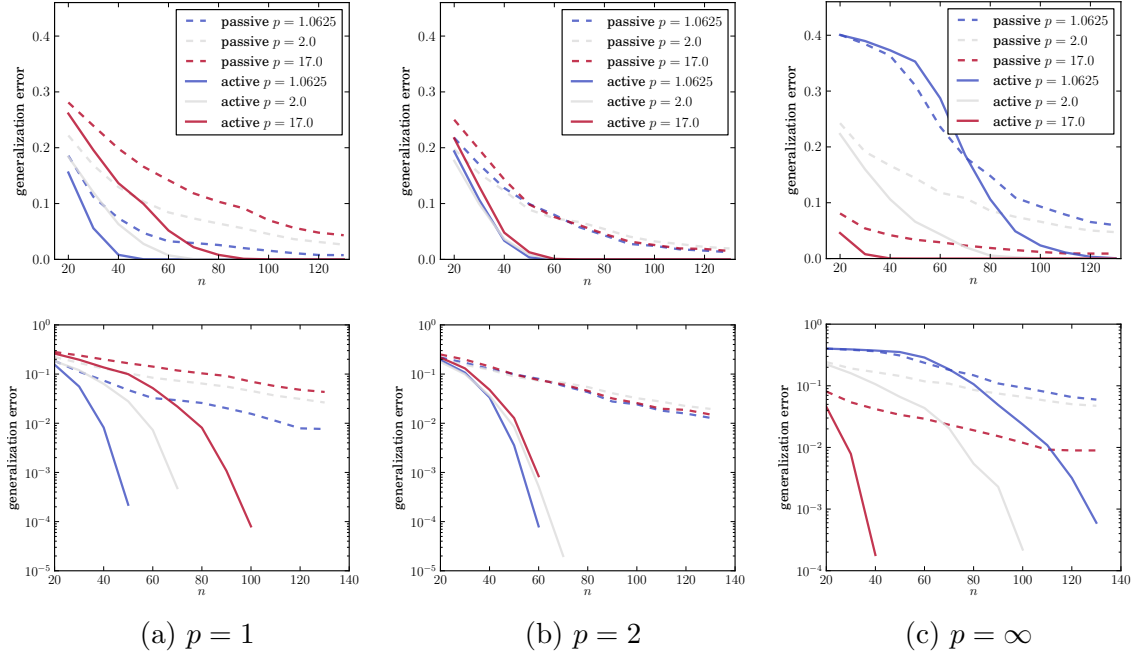 generalization error
0.4
0.3
0.2
0.1
0.0
20
40
60
80
100
120
n
passive p = 1.0625
passive p = 2.0
passive p = 17.0
active p = 1.0625
active p = 2.0
active p = 17.0
generalization error
0.4
0.3
0.2
0.1
0.0
20
40
60
80
100
120
n
passive p = 1.0625
passive p = 2.0
passive p = 17.0
active p = 1.0625
active p = 2.0
active p = 17.0
generalization error
0.4
0.3
0.2
0.1
0.0
20
40
60
80
100
120
n
passive p = 1.0625
passive p = 2.0
passive p = 17.0
active p = 1.0625
active p = 2.0
active p = 17.0
generalization error
10⁰
10⁻¹
10⁻²
10⁻³
10⁻⁴
10⁻⁵
20
40
60
80
100
120
140
n
generalization error
10⁰
10⁻¹
10⁻²
10⁻³
10⁻⁴
10⁻⁵
20
40
60
80
100
120
140
n
generalization error
10⁰
10⁻¹
10⁻²
10⁻³
10⁻⁴
20
40
60
80
100
120
140
n
(a) p = 1
(b) p = 2
(c) p = ∞